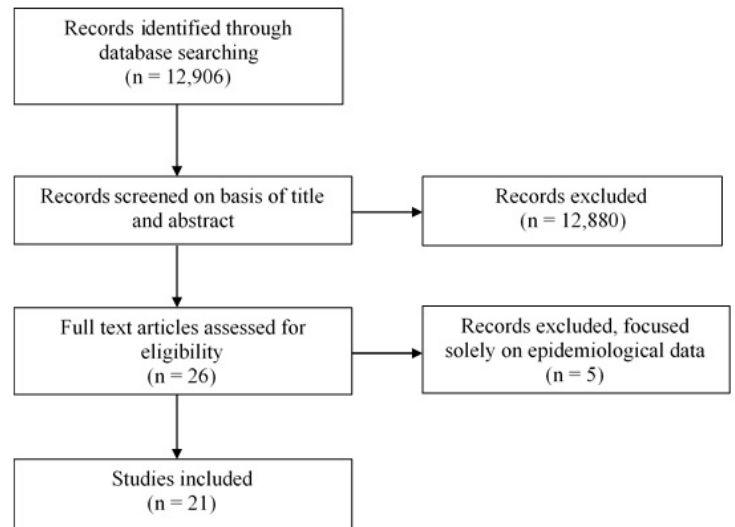 Records identified through
database searching
(n = 12,906)
Records screened on basis of title
and abstract
Records excluded
(n = 12,880)
Full text articles assessed for
eligibility
(n = 26)
Records excluded, focused
solely on epidemiological data
(n = 5)
Studies included
(n = 21)